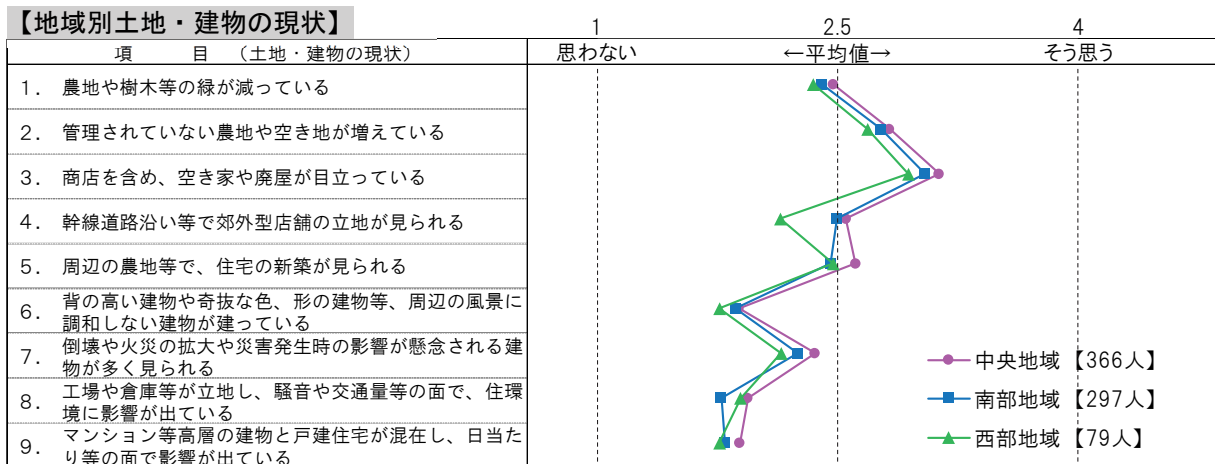 【地域別土地・建物の現状】
1 2.5 4
項 目 （土地・建物の現状） 思わない ←平均値→ そう思う
1. 農地や樹木等の緑が減っている
2. 管理されていない農地や空き地が増えている
3. 商店を含め、空き家や廃屋が目立っている
4. 幹線道路沿い等で郊外型店舗の立地が見られる
5. 周辺の農地等で、住宅の新築が見られる
6. 背の高い建物や奇抜な色、形の建物等、周辺の風景に
調和しない建物が建っている
7. 倒壊や火災の拡大や災害発生時の影響が懸念される建
物が多く見られる
8. 工場や倉庫等が立地し、騒音や交通量等の面で、住環
境に影響が出ている
9. マンション等高層の建物と戸建住宅が混在し、日当た
り等の面で影響が出ている
中央地域【366人】
南部地域【297人】
西部地域【79人】